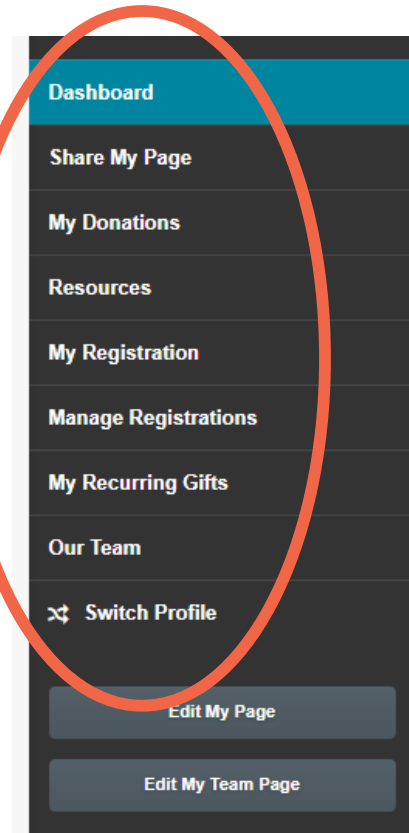 Dashboard
Share My Page
My Donations
Resources
My Registration
Manage Registrations
My Recurring Gifts
Our Team
Switch Profile
Edit My Page
Edit My Team Page